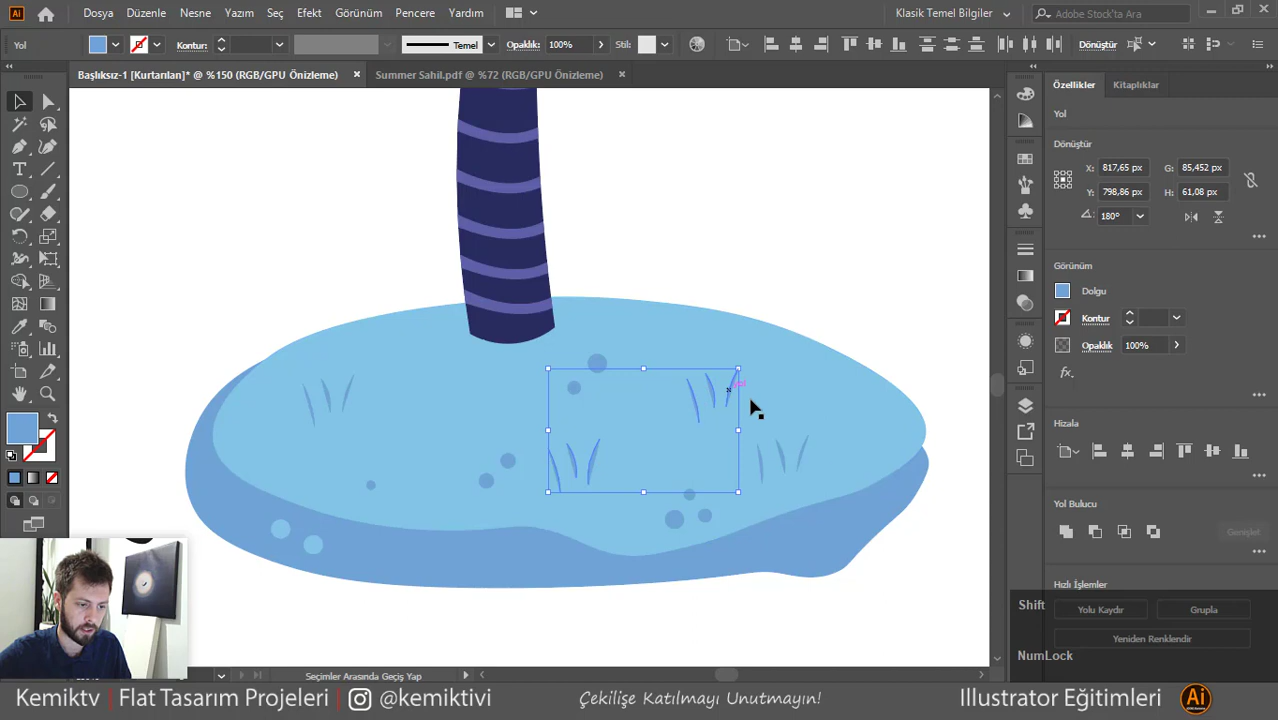 Dosya Düzenle Nesne Yazım Seç Efekt Görünüm Pencere Yardım Klasik Temel Bilgiler Adobe Stock'ta Ara
Yol Kontur: Temel Opaklık: 100% Stil: Dönüştür
Başlıksız-1 [Kurtarılan]* @ %150 (RGB/GPU Önizleme) Summer Sahil.pdf @ %72 (RGB/GPU Önizleme)
Özellikler Kitaplıklar
Yol
Dönüştür
X: 817,65 px G: 85,452 px
Y: 798,86 px H: 61,08 px
180°
Görünüm
Dolgu
Kontur
Opaklık 100%
fx.
Hizala
Yol Bulucu
Genişlet
Hızlı İşlemler
Yolu Kaydır Grupla
Yeniden Renklendir
Shift
NumLock
yol
Seçimler Arasında Geçiş Yap
Kemiktv Flat Tasarım Projeleri @kemiktivi Çekilişe Katılmayı Unutmayın! Illustrator Eğitimleri Ai